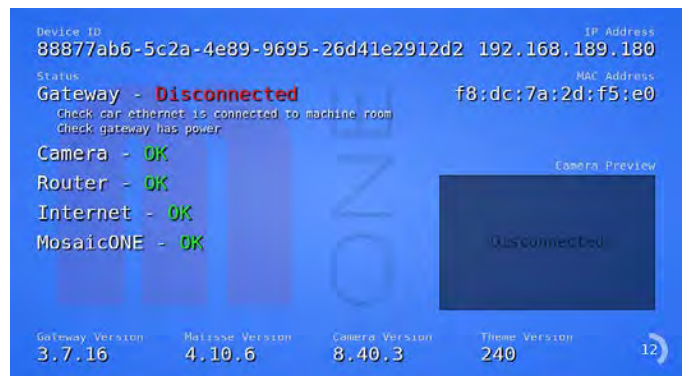 Device ID
IP Address
88877ab6-5c2a-4e89-9695-26d41e2912d2 192.168.189.180
Status
MAC Address
Gateway - Disconnected
f8:dc:7a:2d:f5:e0
Check car ethernet is connected to machine room
Check gateway has power
Camera - OK
Camera Preview
Router - OK
Internet - OK
MosaicONE - OK
Disconnected
ONE
Gateway Version
Matisse Version
Camera Version
Theme Version
3.7.16
4.10.6
8.40.3
240
12